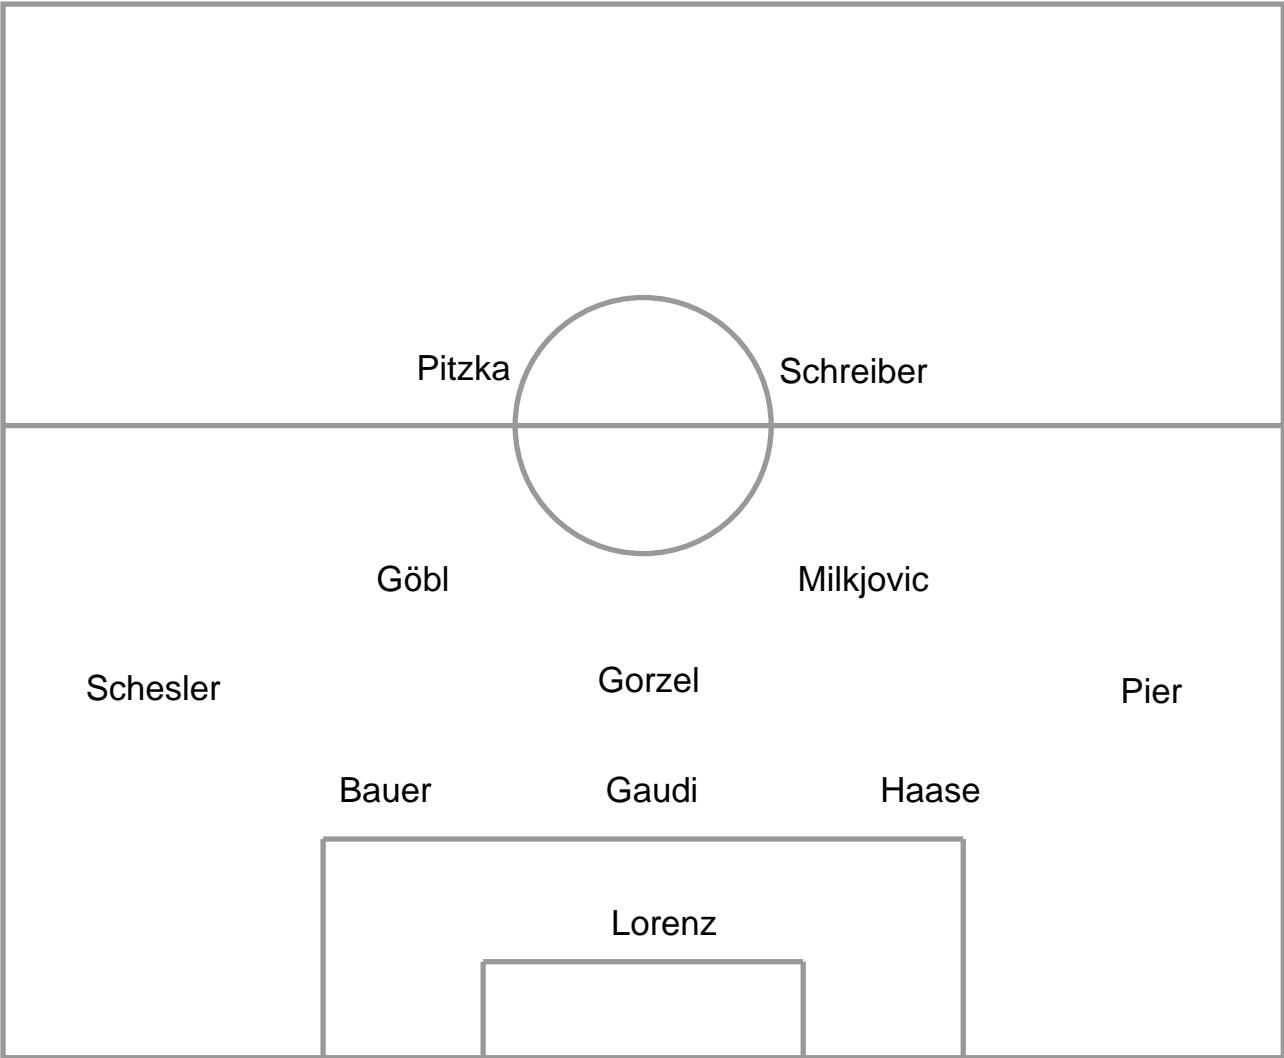 Pitzka
Schreiber
Göbl
Milkjovic
Schesler
Gorzel
Pier
Bauer
Gaudi
Haase
Lorenz